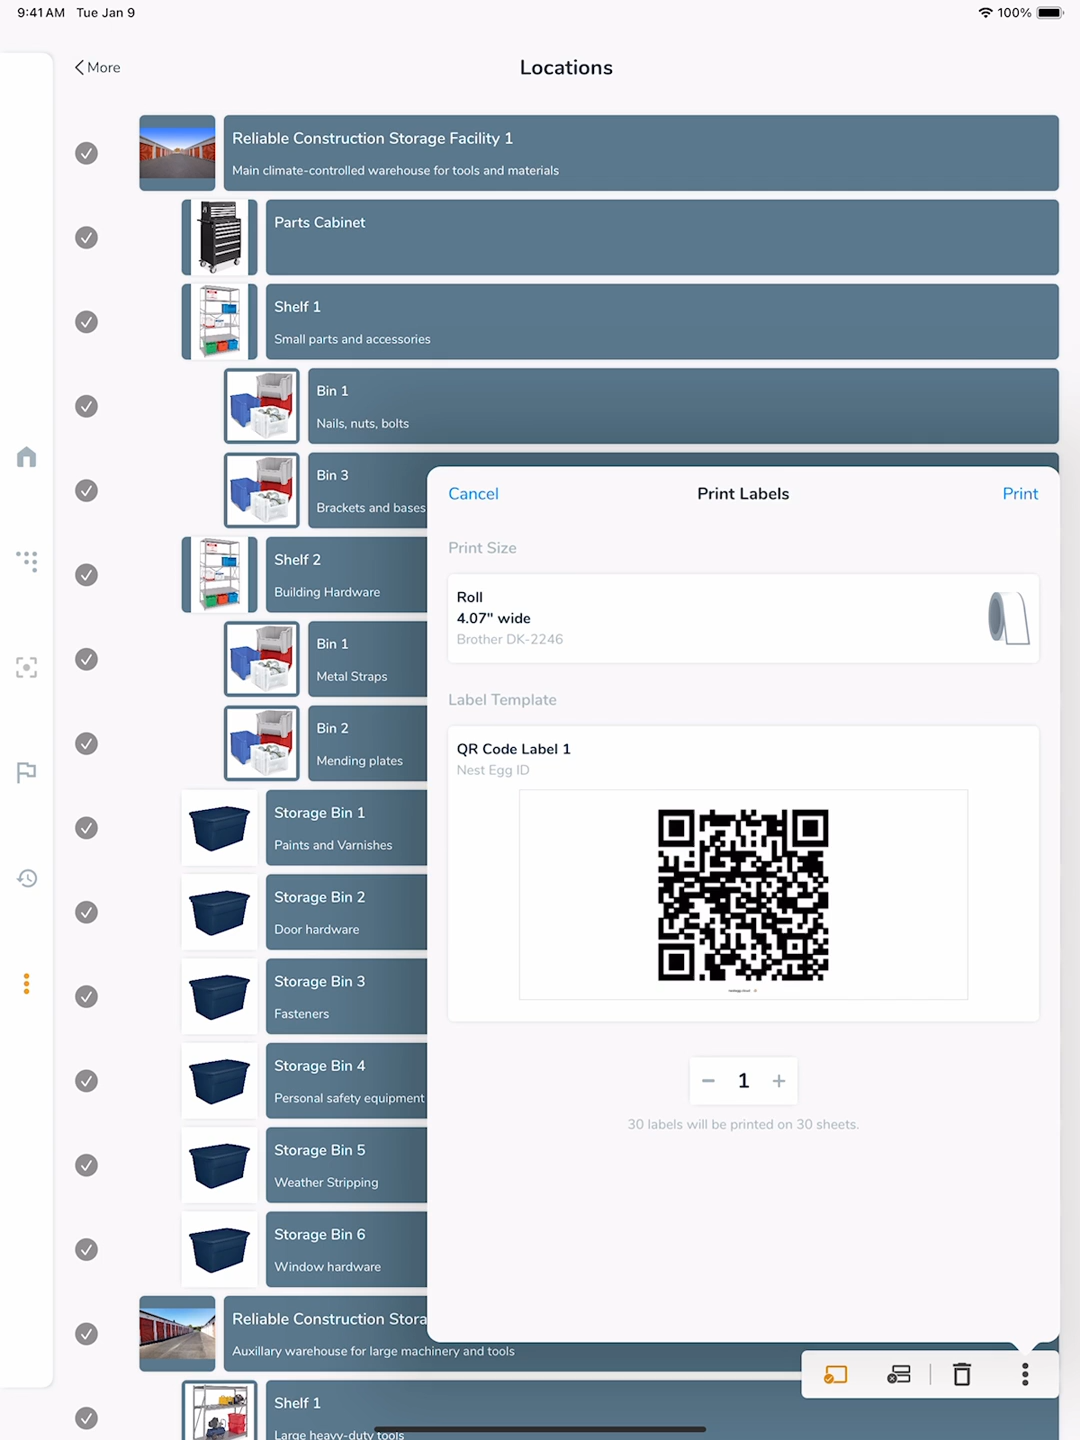 9:41 AM Tue Jan 9
100%
More
Locations
Reliable Construction Storage Facility 1
Main climate-controlled warehouse for tools and materials
Parts Cabinet
Shelf 1
Small parts and accessories
Bin 1
Nails, nuts, bolts
Bin 3
Brackets and bases
Shelf 2
Building Hardware
Bin 1
Metal Straps
Bin 2
Mending plates
Storage Bin 1
Paints and Varnishes
Storage Bin 2
Door hardware
Storage Bin 3
Fasteners
Storage Bin 4
Personal safety equipment
Storage Bin 5
Weather Stripping
Storage Bin 6
Window hardware
Reliable Construction Stora
Auxillary warehouse for large machinery and tools
Shelf 1
Large heavy-duty tools
Cancel
Print Labels
Print
Print Size
Roll
4.07" wide
Brother DK-2246
Label Template
QR Code Label 1
Nest Egg ID
1
30 labels will be printed on 30 sheets.